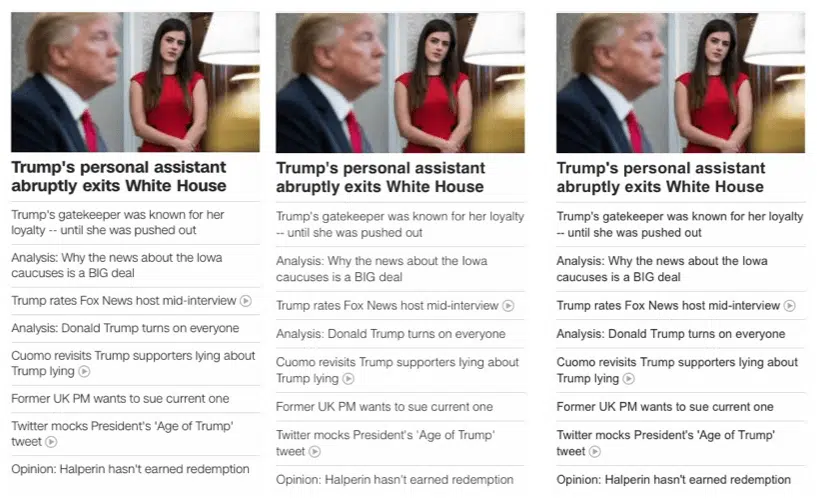 Trump's personal assistant
abruptly exits White House
Trump's gatekeeper was known for her
loyalty -- until she was pushed out
Analysis: Why the news about the Iowa
caucuses is a BIG deal
Trump rates Fox News host mid-interview
Analysis: Donald Trump turns on everyone
Cuomo revisits Trump supporters lying about
Trump lying
Former UK PM wants to sue current one
Twitter mocks President's 'Age of Trump'
tweet
Opinion: Halperin hasn't earned redemption
Trump's personal assistant
abruptly exits White House
Trump's gatekeeper was known for her loyalty
-- until she was pushed out
Analysis: Why the news about the Iowa
caucuses is a BIG deal
Trump rates Fox News host mid-interview
Analysis: Donald Trump turns on everyone
Cuomo revisits Trump supporters lying about
Trump lying
Former UK PM wants to sue current one
Twitter mocks President's 'Age of Trump'
tweet
Opinion: Halperin hasn't earned redemption
Trump's personal assistant
abruptly exits White House
Trump's gatekeeper was known for her loyalty
-- until she was pushed out
Analysis: Why the news about the Iowa
caucuses is a BIG deal
Trump rates Fox News host mid-interview
Analysis: Donald Trump turns on everyone
Cuomo revisits Trump supporters lying about
Trump lying
Former UK PM wants to sue current one
Twitter mocks President's 'Age of Trump'
tweet
Opinion: Halperin hasn't earned redemption